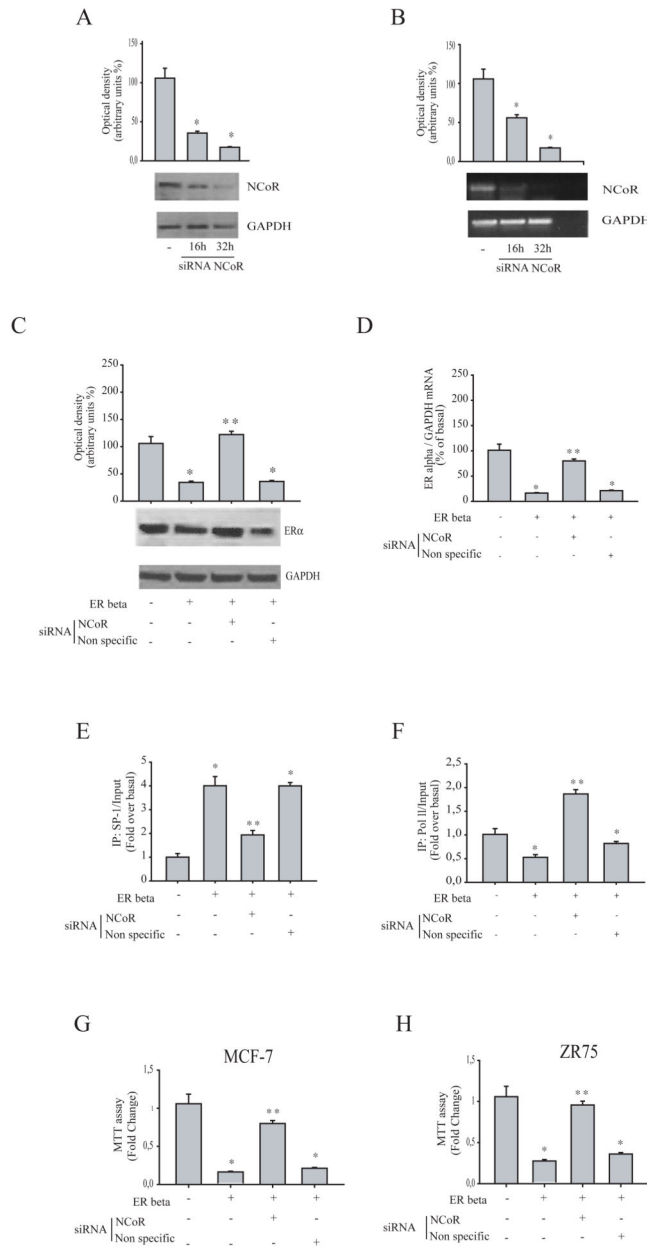 A
Optical density
(arbitrary units %)
150
100
50
0,0
*
*
NCoR
GAPDH
-
16h
32h
siRNA NCoR
B
Optical density
(arbitrary units %)
150
100
50
0,0
*
*
NCoR
GAPDH
-
16h
32h
siRNA NCoR
C
Optical density
(arbitrary units %)
250
200
150
100
50
0
*
**
*
ERα
GAPDH
ER beta - + + +
siRNA
NCoR - - + -
Non specific - - - +
D
ER alpha / GAPDH mRNA
(% of basal)
250
200
150
100
50
0
*
**
*
ER beta - + + +
siRNA
NCoR - - + -
Non specific - - - +
E
IP: SP-1/Input
(Fold over basal)
5
4
2
1
0
*
**
*
ER beta - + + +
siRNA
NCoR - - + -
Non specific - - - +
F
IP: Pol II/Input
(Fold over basal)
2,5
2,0
1,5
1,0
0,5
0,0
*
**
*
ER beta - + + +
siRNA
NCoR - - + -
Non specific - - - +
G
MCF-7
MTT assay
(Fold Change)
1,5
1
0,5
0,0
*
**
*
ER beta - + + +
siRNA
NCoR - - + -
Non specific - - - +
H
ZR75
MTT assay
(Fold Change)
1,5
1
0,5
0,0
*
**
*
ER beta - + + +
siRNA
NCoR - - + -
Non specific - - - +